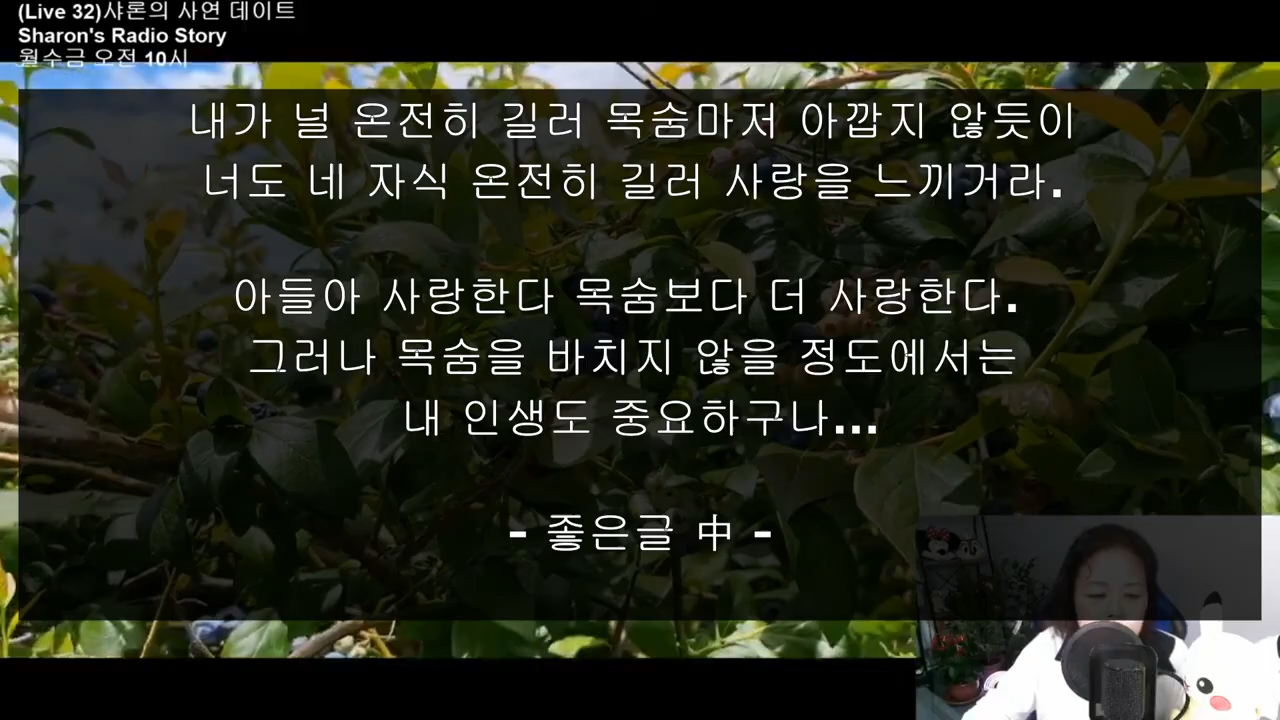 (Live 32)샤론의 사연 데이트
Sharon's Radio Story
월수금 오전 10시
내가 널 온전히 길러 목숨마저 아깝지 않듯이
너도 네 자식 온전히 길러 사랑을 느끼거라.
아들아 사랑한다 목숨보다 더 사랑한다.
그러나 목숨을 바치지 않을 정도에서는
내 인생도 중요하구나...
- 좋은글 中 -